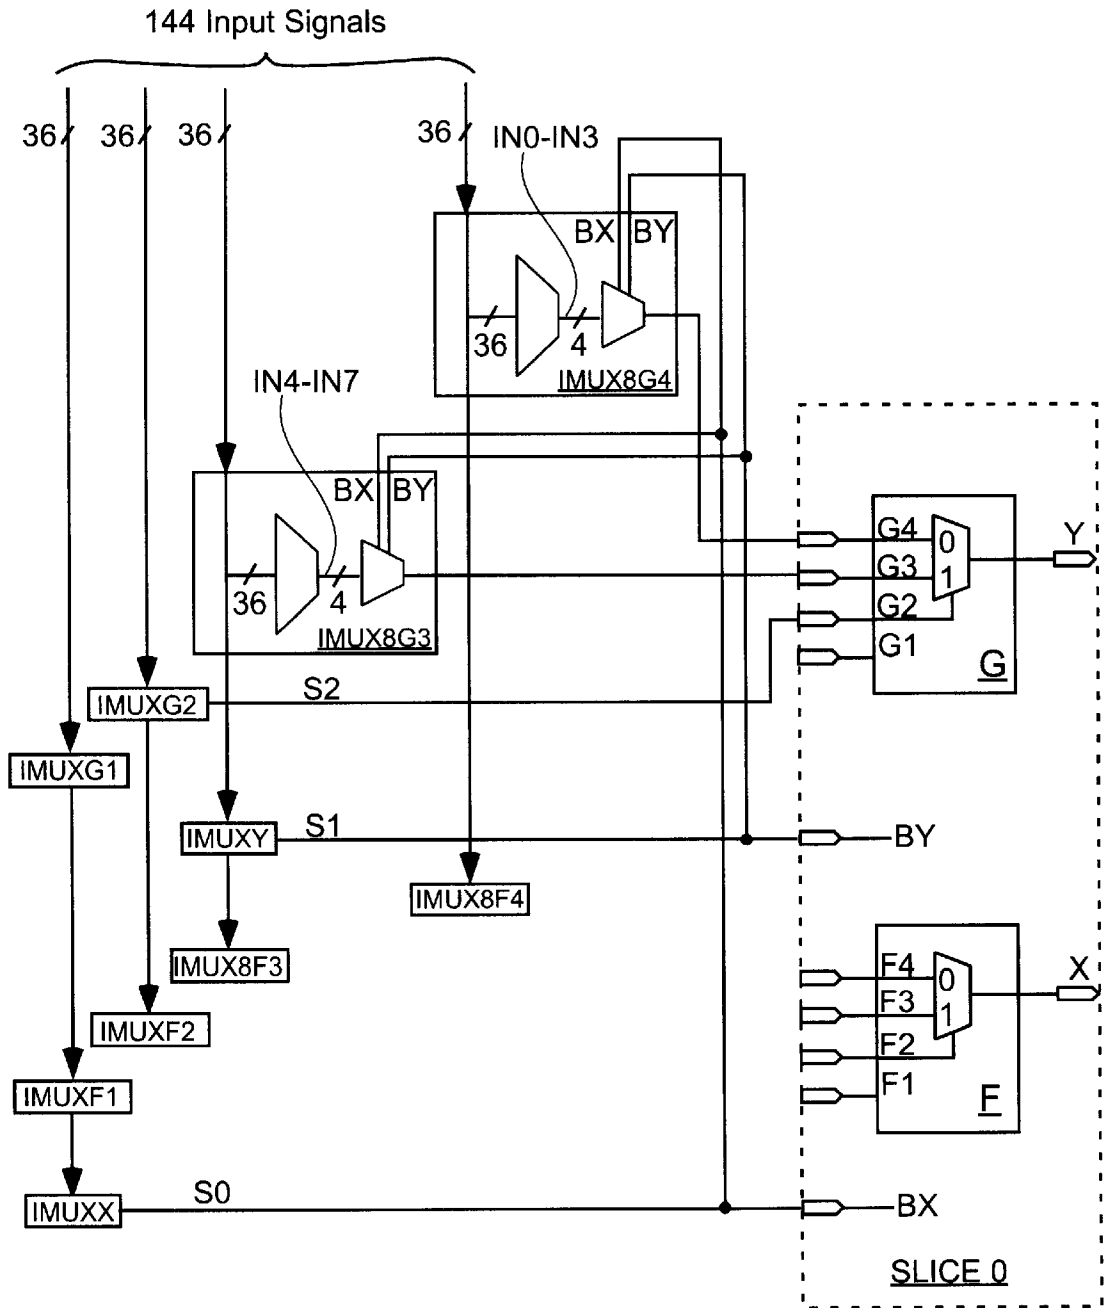 144 Input Signals
36 36 36 36
IN0-IN3
BX BY
36 4
IMUX8G4
IN4-IN7
BX BY
36 4
IMUX8G3
G4 0
G3 1
G2
G1
G
Y
IMUXG2
S2
IMUXG1
IMUXY
S1
BY
IMUX8F4
IMUX8F3
F4 0
F3 1
F2
F1
F
X
IMUXF2
IMUXF1
IMUXX
S0
BX
SLICE 0